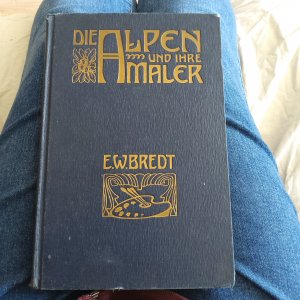 DIE ALPEN
UND IHRE
MALER
E.W.BREDT